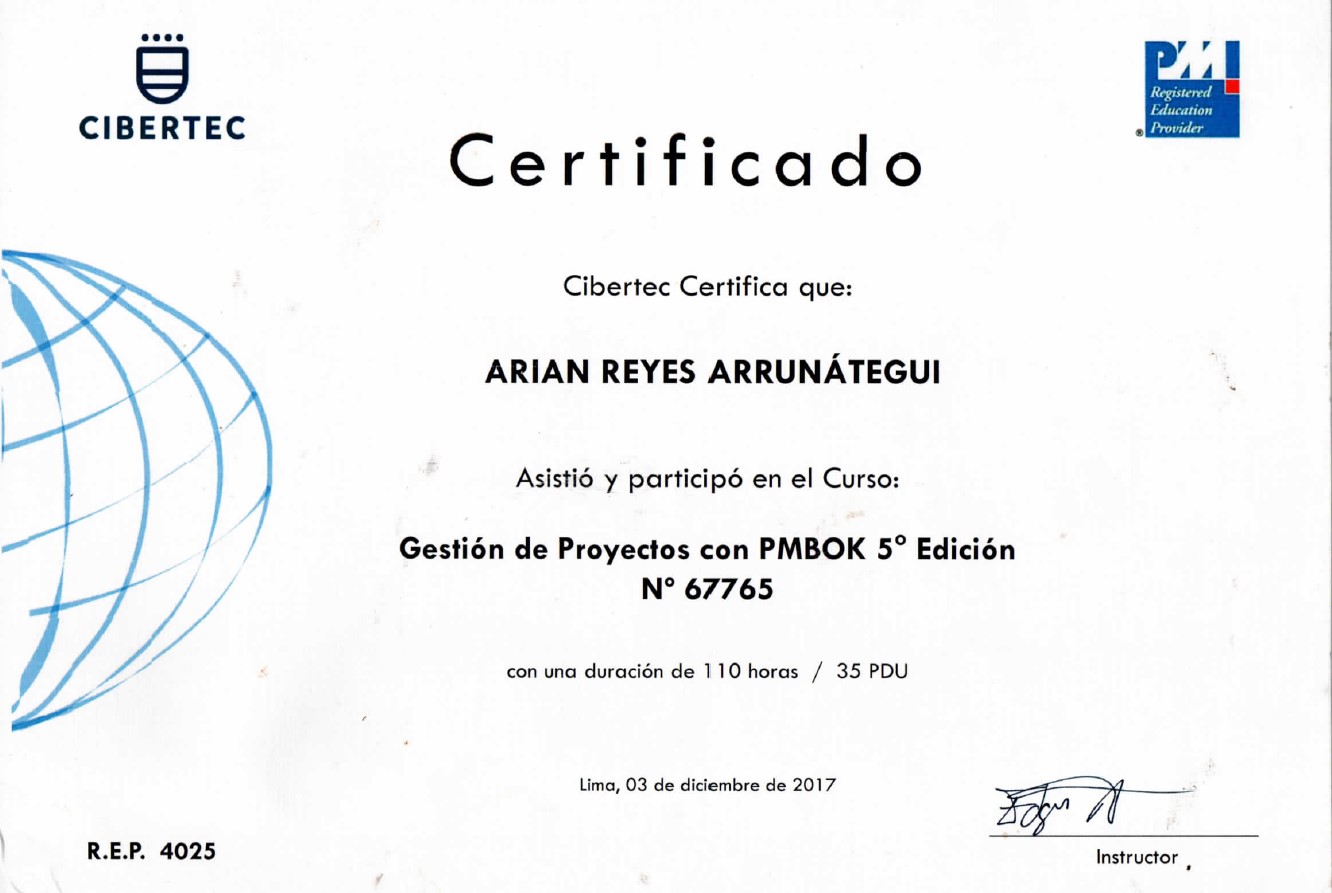 CIBERTEC
PMI
Registered
Education
Provider
®
Certificado
Cibertec Certifica que:
ARIAN REYES ARRUNÁTEGUI
Asistió y participó en el Curso:
Gestión de Proyectos con PMBOK 5º Edición
Nº 67765
con una duración de 110 horas / 35 PDU
Lima, 03 de diciembre de 2017
R.E.P. 4025
Instructor